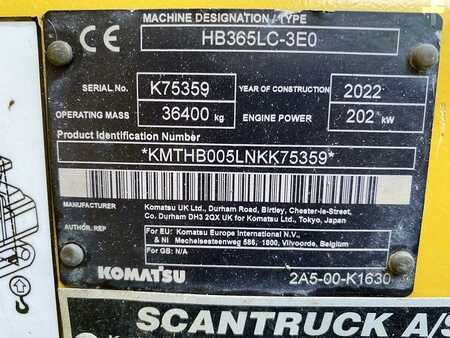 CE MACHINE DESIGNATION / TYPE
HB365LC-3E0
SERIAL No. K75359 YEAR OF CONSTRUCTION 2022
OPERATING MASS 36400 kg ENGINE POWER 202 kW
Product Identification Number
*KMTHB005LNKK75359*
MANUFACTURER Komatsu UK Ltd., Durham Road, Birtley, Chester-le-Street,
Co. Durham DH3 2QX UK for Komatsu Ltd., Tokyo, Japan
AUTHOR. REP For EU: Komatsu Europe International N.V.
& NI Mechelsesteenweg 586, 1800, Vilvoorde, Belgium
For GB: N/A
KOMATSU 2A5-00-K1630
SCANTRUCK A/S